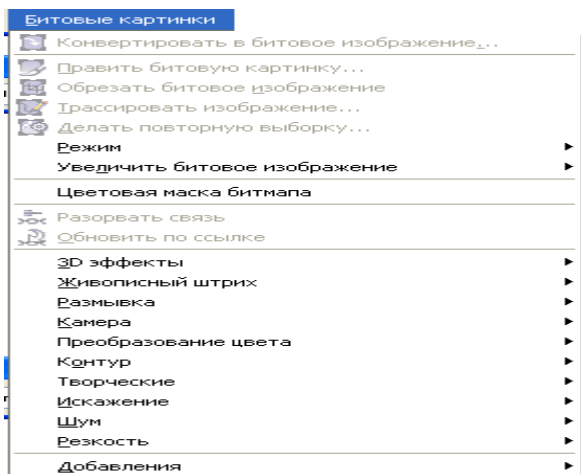 Битовые картинки
Конвертировать в битовое изображение...
Править битовую картинку...
Обрезать битовое изображение
Трассировать изображение...
Делать повторную выборку...
Режим
Увеличить битовое изображение
Цветовая маска битмапа
Разорвать связь
Обновить по ссылке
3D эффекты
Живописный штрих
Размывка
Камера
Преобразование цвета
Контур
Творческие
Искажение
Шум
Резкость
Добавления